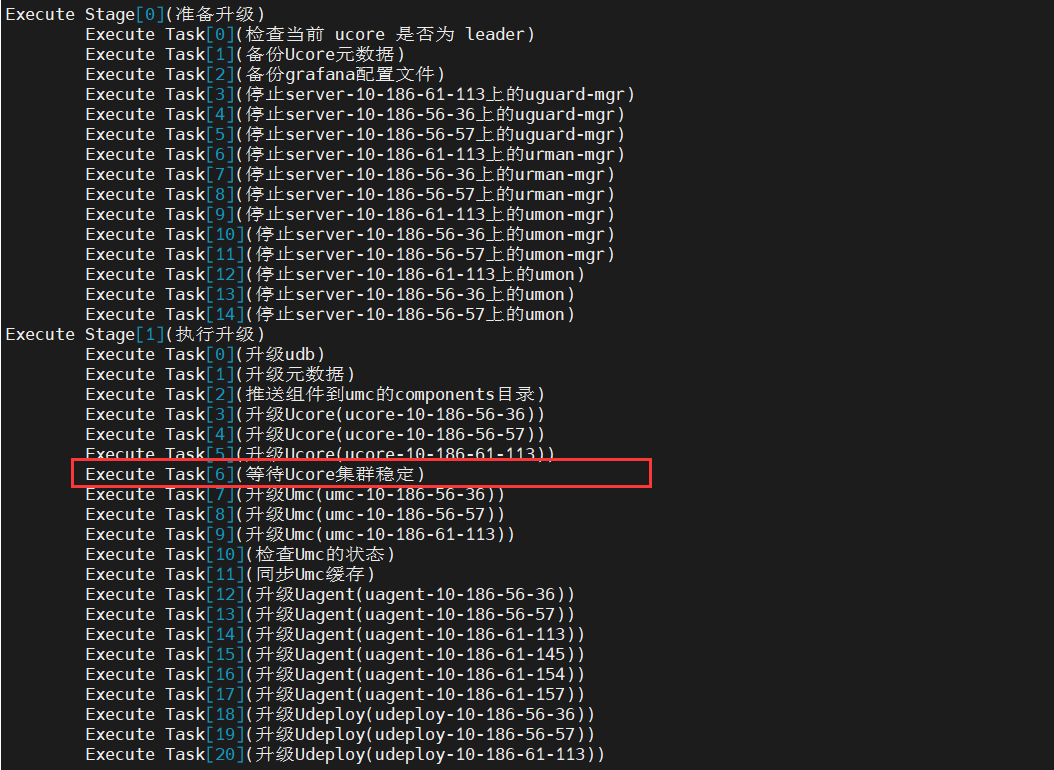 Execute Stage[0](准备升级)
Execute Task[0](检查当前 ucore 是否为 leader)
Execute Task[1](备份Ucore元数据)
Execute Task[2](备份grafana配置文件)
Execute Task[3](停止server-10-186-61-113上的uguard-mgr)
Execute Task[4](停止server-10-186-56-36上的uguard-mgr)
Execute Task[5](停止server-10-186-56-57上的uguard-mgr)
Execute Task[6](停止server-10-186-61-113上的urman-mgr)
Execute Task[7](停止server-10-186-56-36上的urman-mgr)
Execute Task[8](停止server-10-186-56-57上的urman-mgr)
Execute Task[9](停止server-10-186-61-113上的umon-mgr)
Execute Task[10](停止server-10-186-56-36上的umon-mgr)
Execute Task[11](停止server-10-186-56-57上的umon-mgr)
Execute Task[12](停止server-10-186-61-113上的umon)
Execute Task[13](停止server-10-186-56-36上的umon)
Execute Task[14](停止server-10-186-56-57上的umon)
Execute Stage[1](执行升级)
Execute Task[0](升级udb)
Execute Task[1](升级元数据)
Execute Task[2](推送组件到umc的components目录)
Execute Task[3](升级Ucore(ucore-10-186-56-36))
Execute Task[4](升级Ucore(ucore-10-186-56-57))
Execute Task[5](升级Ucore(ucore-10-186-61-113))
Execute Task[6](等待Ucore集群稳定)
Execute Task[7](升级Umc(umc-10-186-56-36))
Execute Task[8](升级Umc(umc-10-186-56-57))
Execute Task[9](升级Umc(umc-10-186-61-113))
Execute Task[10](检查Umc的状态)
Execute Task[11](同步Umc缓存)
Execute Task[12](升级Uagent(uagent-10-186-56-36))
Execute Task[13](升级Uagent(uagent-10-186-56-57))
Execute Task[14](升级Uagent(uagent-10-186-61-113))
Execute Task[15](升级Uagent(uagent-10-186-61-145))
Execute Task[16](升级Uagent(uagent-10-186-61-154))
Execute Task[17](升级Uagent(uagent-10-186-61-157))
Execute Task[18](升级Udeploy(udeploy-10-186-56-36))
Execute Task[19](升级Udeploy(udeploy-10-186-56-57))
Execute Task[20](升级Udeploy(udeploy-10-186-61-113))